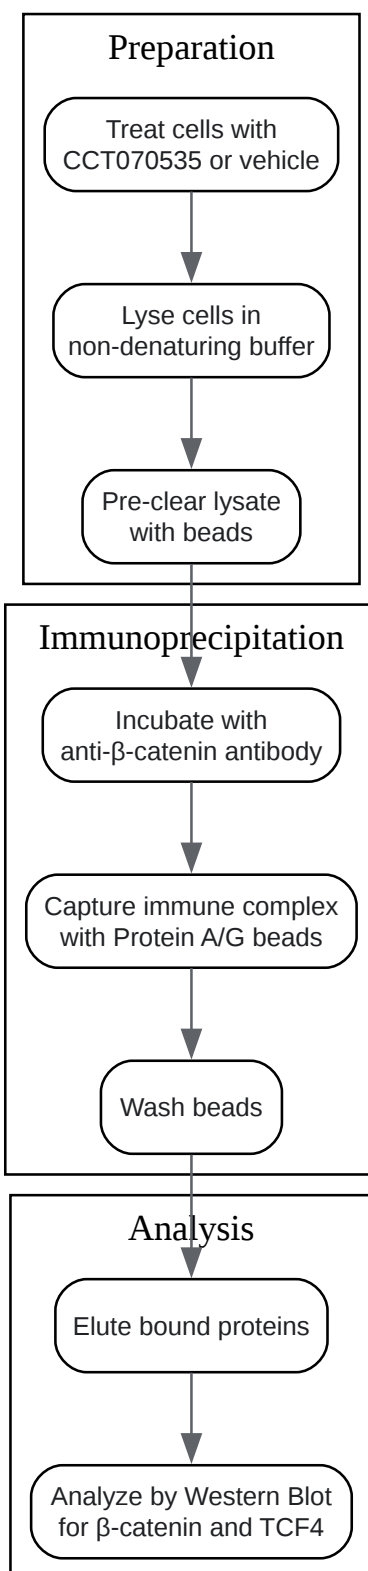 Preparation
Treat cells with
CCT070535 or vehicle
Lyse cells in
non-denaturing buffer
Pre-clear lysate
with beads
Immunoprecipitation
Incubate with
anti-β-catenin antibody
Capture immune complex
with Protein A/G beads
Wash beads
Analysis
Elute bound proteins
Analyze by Western Blot
for β-catenin and TCF4